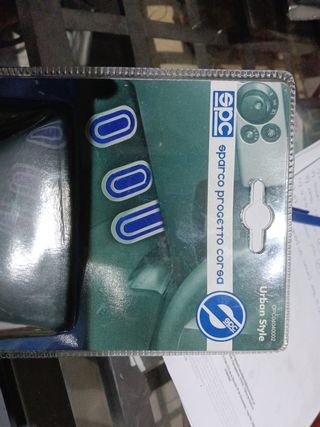 spc
sparco progetto corsa
spc
Urban Style